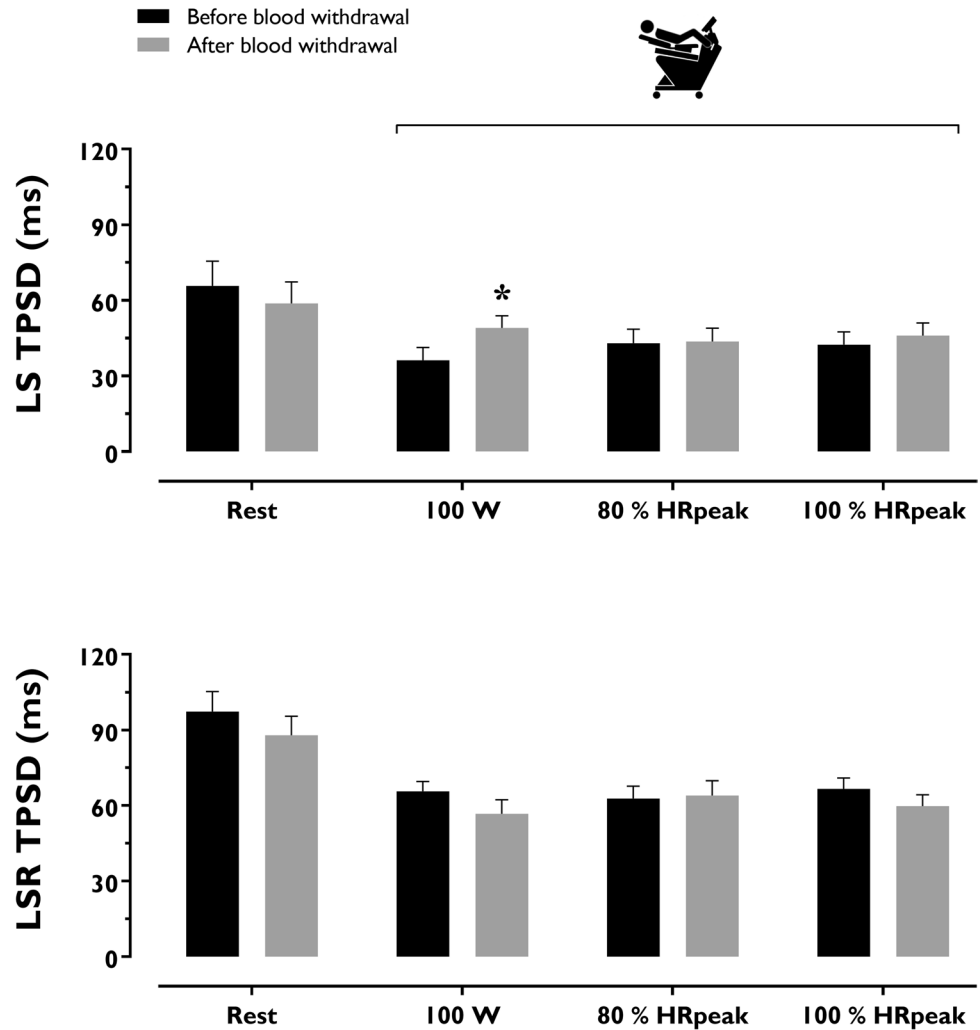 Before blood withdrawal
After blood withdrawal
LS TPSD (ms)
120
90
60
30
0
*
Rest
100 W
80 % HRpeak
100 % HRpeak
LSR TPSD (ms)
120
90
60
30
0
Rest
100 W
80 % HRpeak
100 % HRpeak